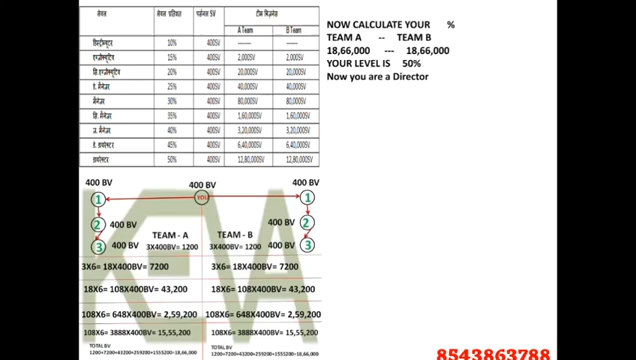 लेवल लेवल प्रतिशत पर्सनल SV टीम बिज़नेस
A Team B Team
डिस्ट्रीब्यूटर 10% 400SV ------ ------
एग्जीक्यूटिव 15% 400SV 2,000SV 2,000SV
सि.एग्जीक्यूटिव 20% 400SV 20,000SV 20,000SV
डे. मैनेजर 25% 400SV 40,000SV 40,000SV
मैनेजर 30% 400SV 80,000SV 80,000SV
सि. मैनेजर 35% 400SV 1,60,000SV 1,60,000SV
ज. मैनेजर 40% 400SV 3,20,000SV 3,20,000SV
डे. डायरेक्टर 45% 400SV 6,40,000SV 6,40,000SV
डायरेक्टर 50% 400SV 12,80,000SV 12,80,000SV
NOW CALCULATE YOUR %
TEAM A -- TEAM B
18,66,000 --- 18,66,000
YOUR LEVEL IS 50%
Now you are a Director
400 BV 400 BV 400 BV
1 YOU 1
2 400 BV 400 BV 2
TEAM - A TEAM - B
3 400 BV 3X400BV= 1200 3X400BV= 1200 400 BV 3
3X6= 18X400BV= 7200 3X6= 18X400BV= 7200
18X6= 108X400BV= 43,200 18X6= 108X400BV= 43,200
108X6= 648X400BV= 2,59,200 108X6= 648X400BV= 2,59,200
108X6= 3888X400BV= 15,55,200 108X6= 3888X400BV= 15,55,200
TOTAL BV TOTAL BV
1200+7200+43200+259200+1555200=18,66,000 1200+7200+43200+259200+1555200=18,66,000
KEVA
8543863788